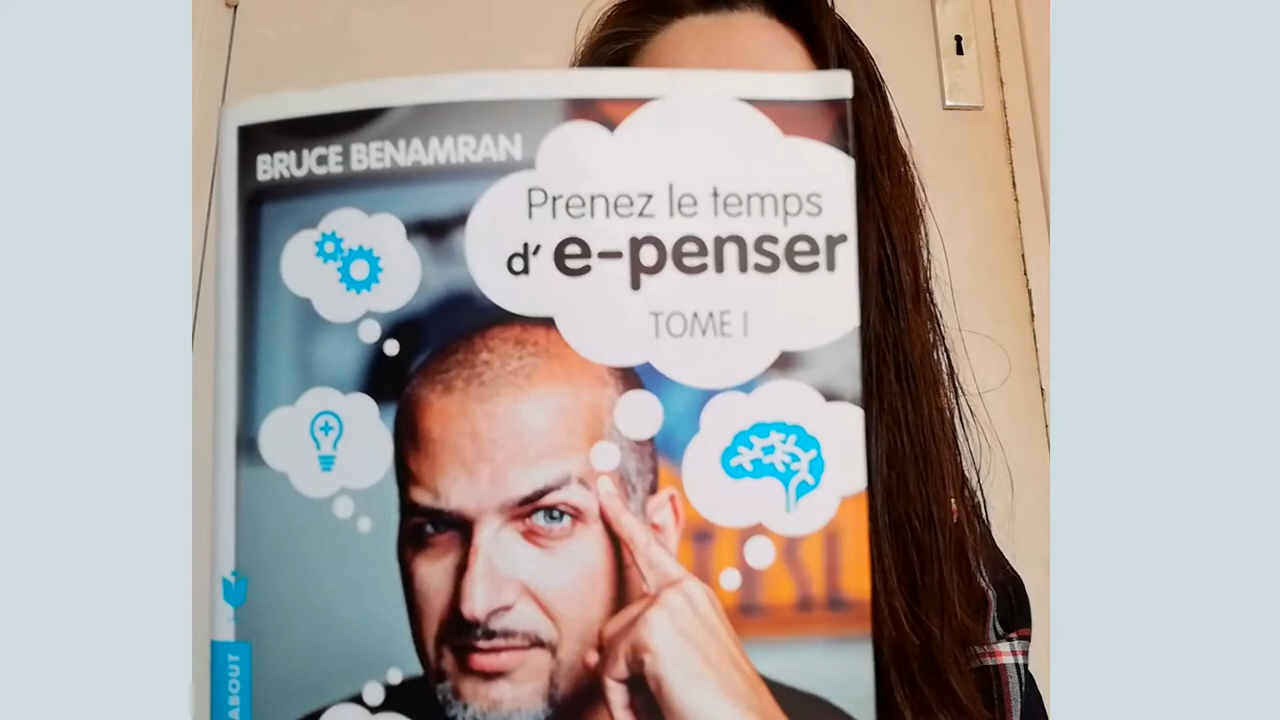 BRUCE BENAMRAN
Prenez le temps
d' e-penser
TOME I
ABOUT